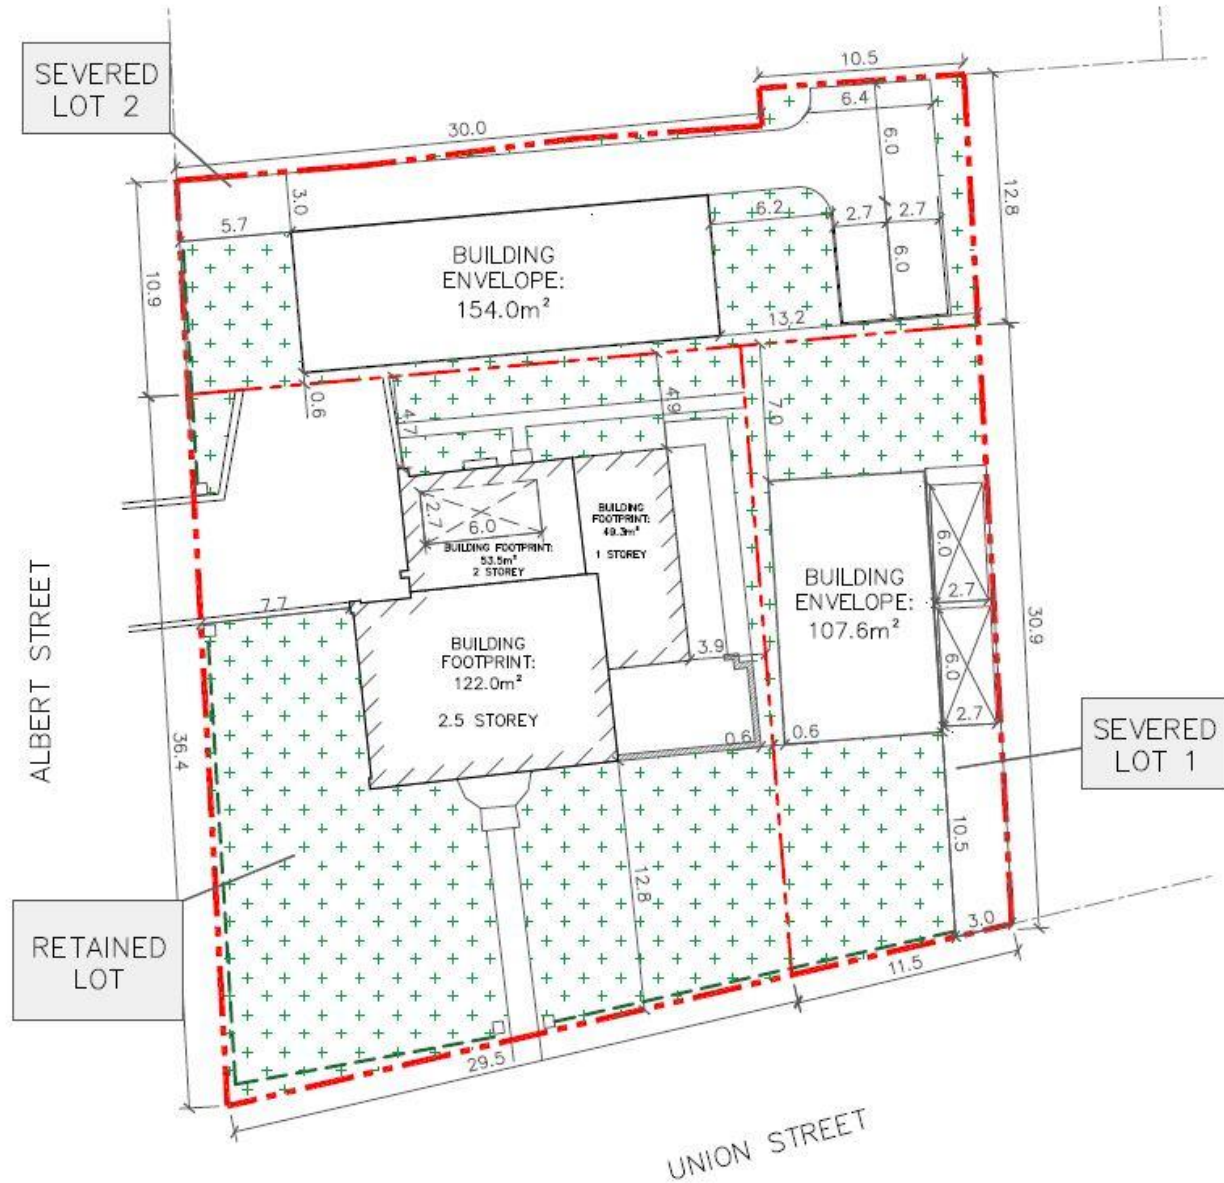 10.5
SEVERED
LOT 2
6.4
30.0
6.0
3.0
12.8
5.7
6.2
2.7
2.7
BUILDING
ENVELOPE:
154.0m²
6.0
10.9
13.2
0.6
4.7
4.9
7.0
2.7
6.0
BUILDING FOOTPRINT:
53.5m²
2 STOREY
BUILDING
FOOTPRINT:
49.3m²
1 STOREY
6.0
2.7
BUILDING
ENVELOPE:
107.6m²
6.0
2.7
30.9
7.7
BUILDING
FOOTPRINT:
122.0m²
2.5 STOREY
3.9
0.6
0.6
ALBERT STREET
36.4
SEVERED
LOT 1
10.5
12.8
3.0
RETAINED
LOT
11.5
29.5
UNION STREET